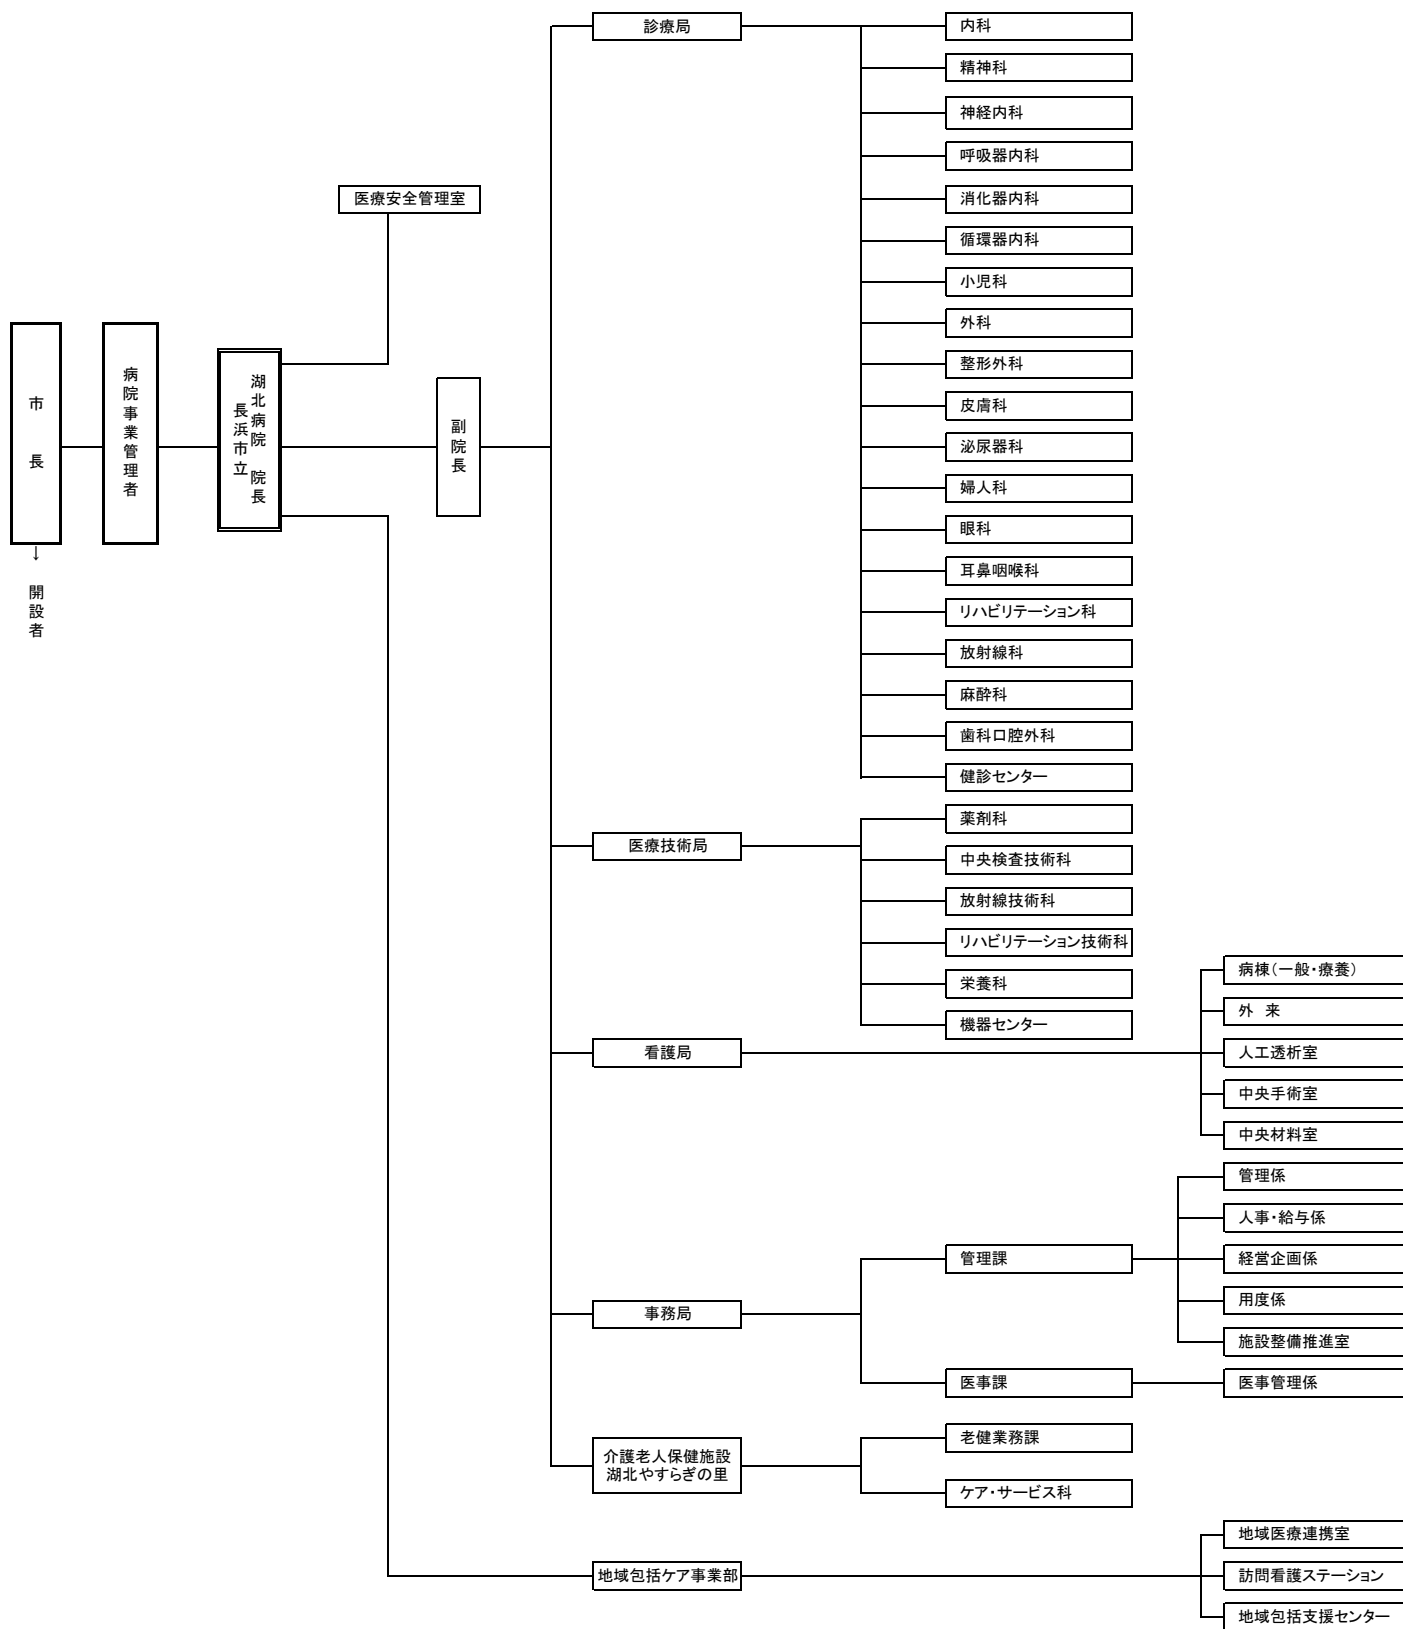 市長
↓
開設者
病院事業管理者
長浜市立
湖北病院 院長
医療安全管理室
副院長
診療局
内科
精神科
神経内科
呼吸器内科
消化器内科
循環器内科
小児科
外科
整形外科
皮膚科
泌尿器科
婦人科
眼科
耳鼻咽喉科
リハビリテーション科
放射線科
麻酔科
歯科口腔外科
健診センター
医療技術局
薬剤科
中央検査技術科
放射線技術科
リハビリテーション技術科
栄養科
機器センター
看護局
病棟(一般・療養)
外 来
人工透析室
中央手術室
中央材料室
事務局
管理課
管理係
人事・給与係
経営企画係
用度係
施設整備推進室
医事課
医事管理係
介護老人保健施設
湖北やすらぎの里
老健業務課
ケア・サービス科
地域包括ケア事業部
地域医療連携室
訪問看護ステーション
地域包括支援センター